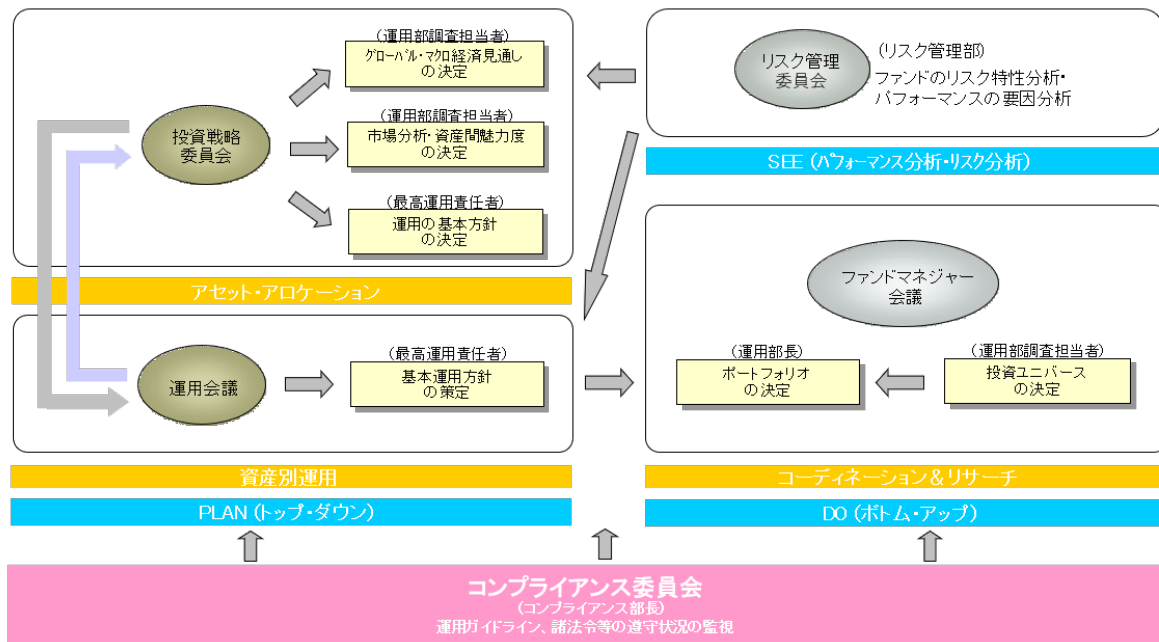 (運用部調査担当者)
グローバル・マクロ経済見通し
の決定
投資戦略
委員会
(運用部調査担当者)
市場分析・資産間魅力度
の決定
(最高運用責任者)
運用の基本方針
の決定
アセット・アロケーション
リスク管理
委員会
(リスク管理部)
ファンドのリスク特性分析・
パフォーマンスの要因分析
SEE (パフォーマンス分析・リスク分析)
運用会議
(最高運用責任者)
基本運用方針
の策定
資産別運用
PLAN (トップ・ダウン)
ファンドマネジャー
会議
(運用部長)
ポートフォリオ
の決定
(運用部調査担当者)
投資ユニバース
の決定
コーディネーション&リサーチ
DO (ボトム・アップ)
コンプライアンス委員会
(コンプライアンス部長)
運用ガイドライン、諸法令等の遵守状況の監視